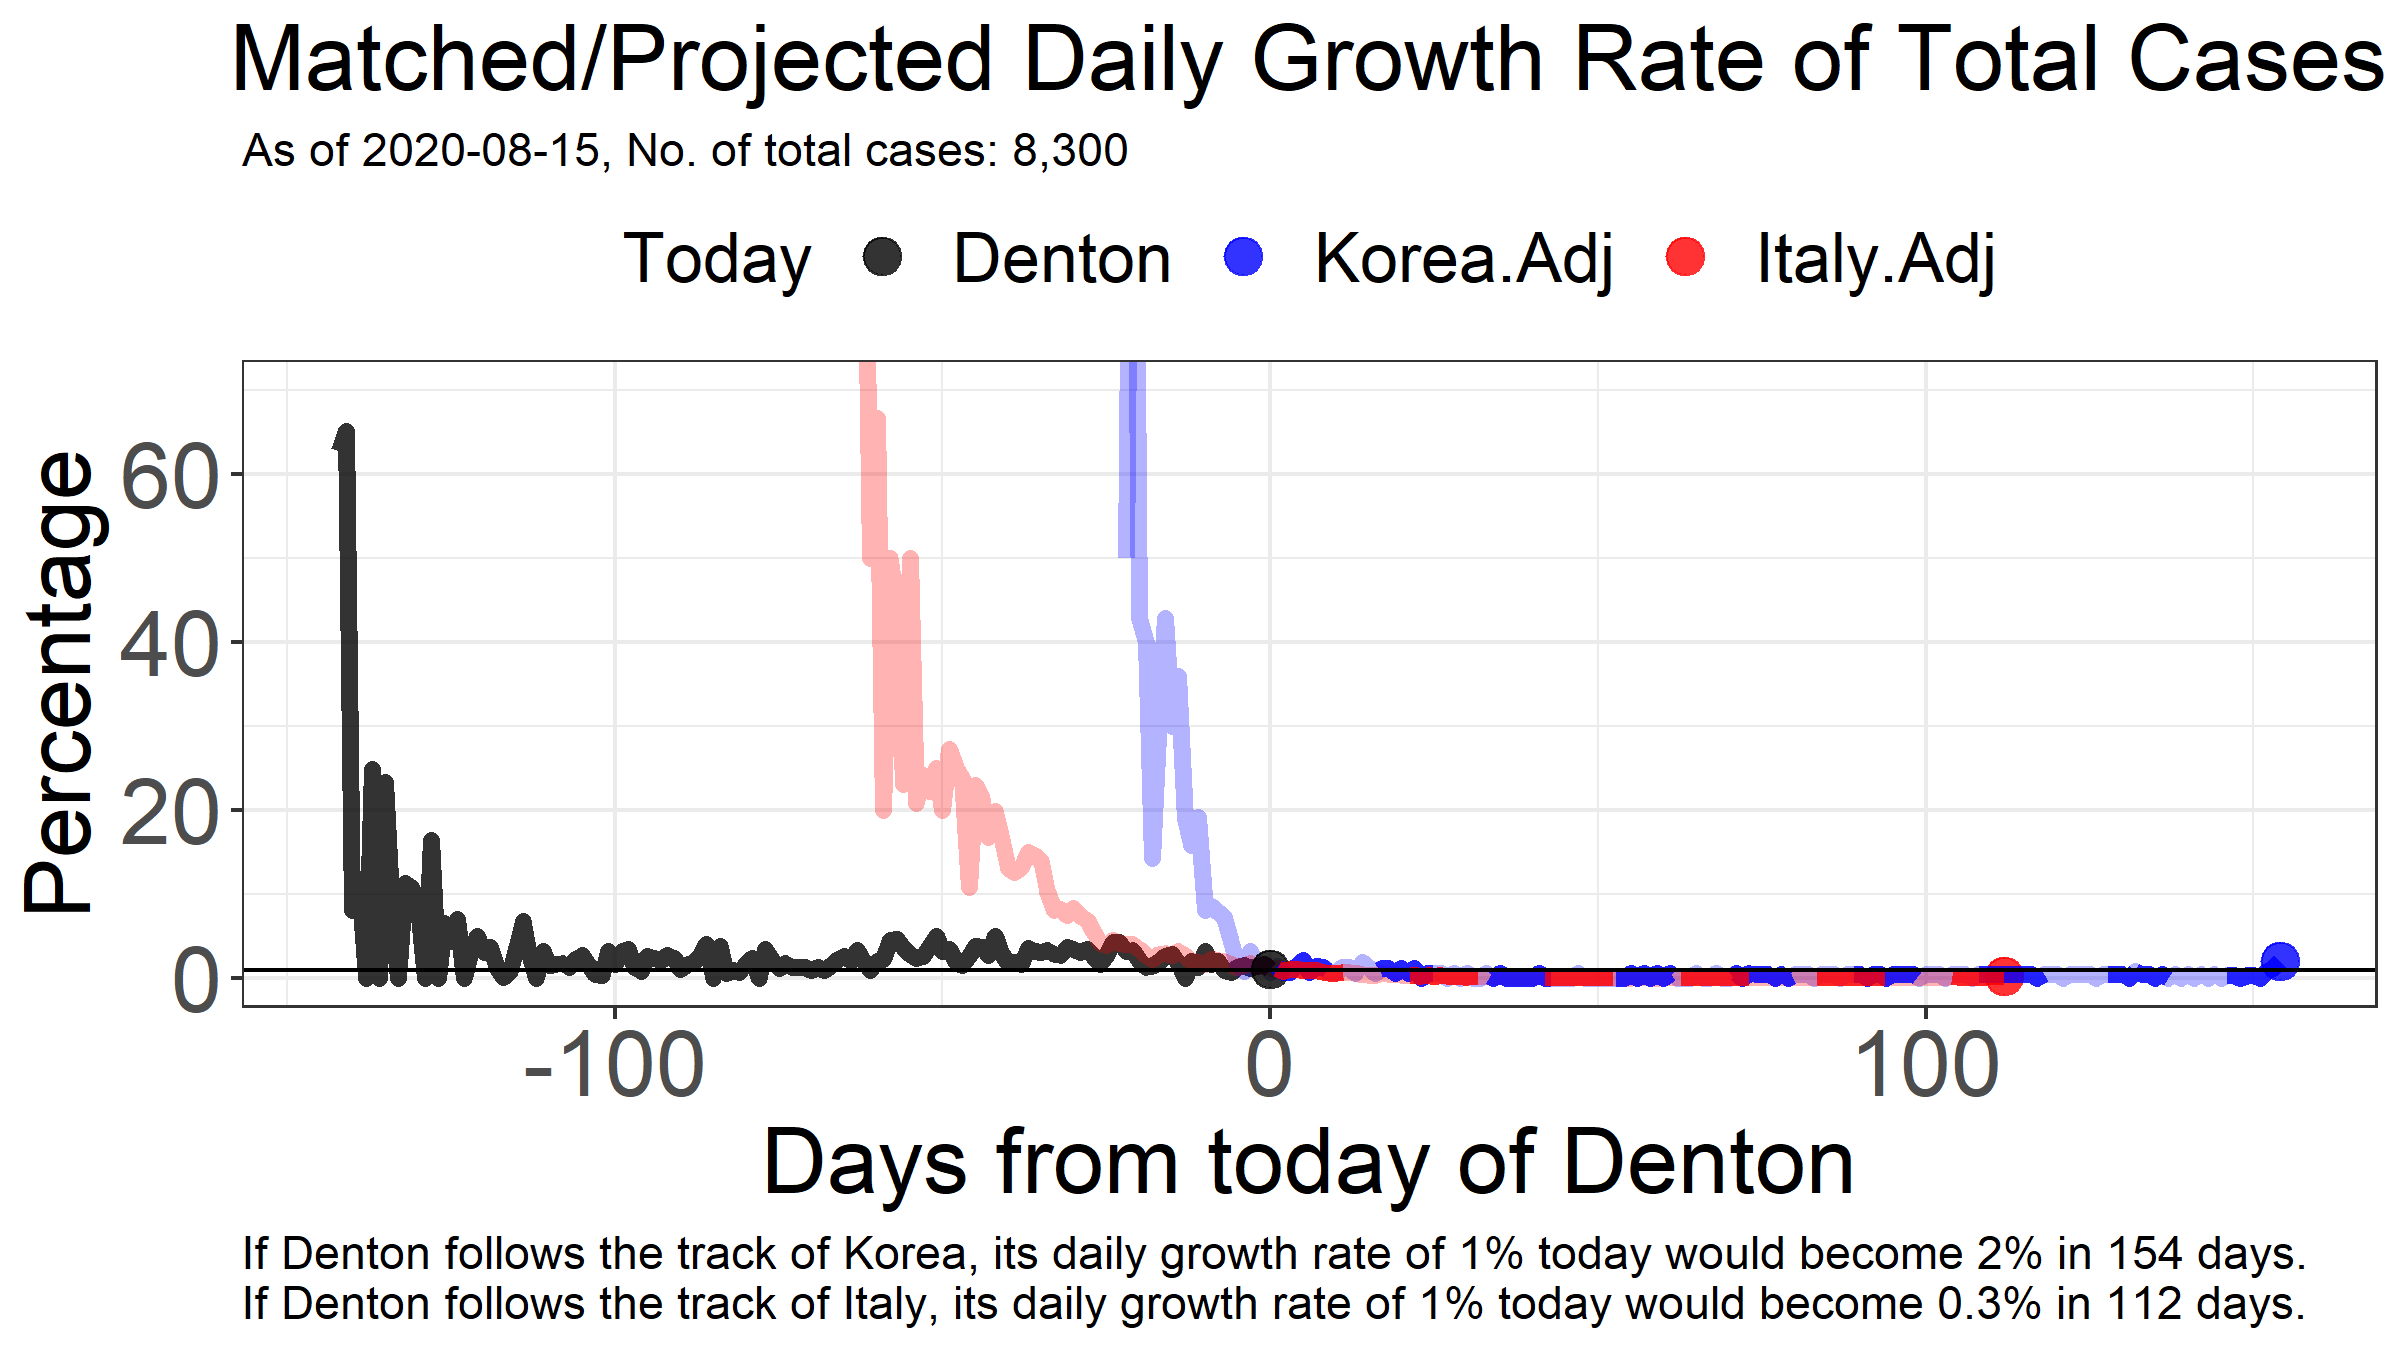 Matched/Projected Daily Growth Rate of Total Cases
As of 2020-08-15, No. of total cases: 8,300
Today Denton Korea.Adj Italy.Adj
Percentage
60
40
20
0
-100 0 100
Days from today of Denton
If Denton follows the track of Korea, its daily growth rate of 1% today would become 2% in 154 days.
If Denton follows the track of Italy, its daily growth rate of 1% today would become 0.3% in 112 days.